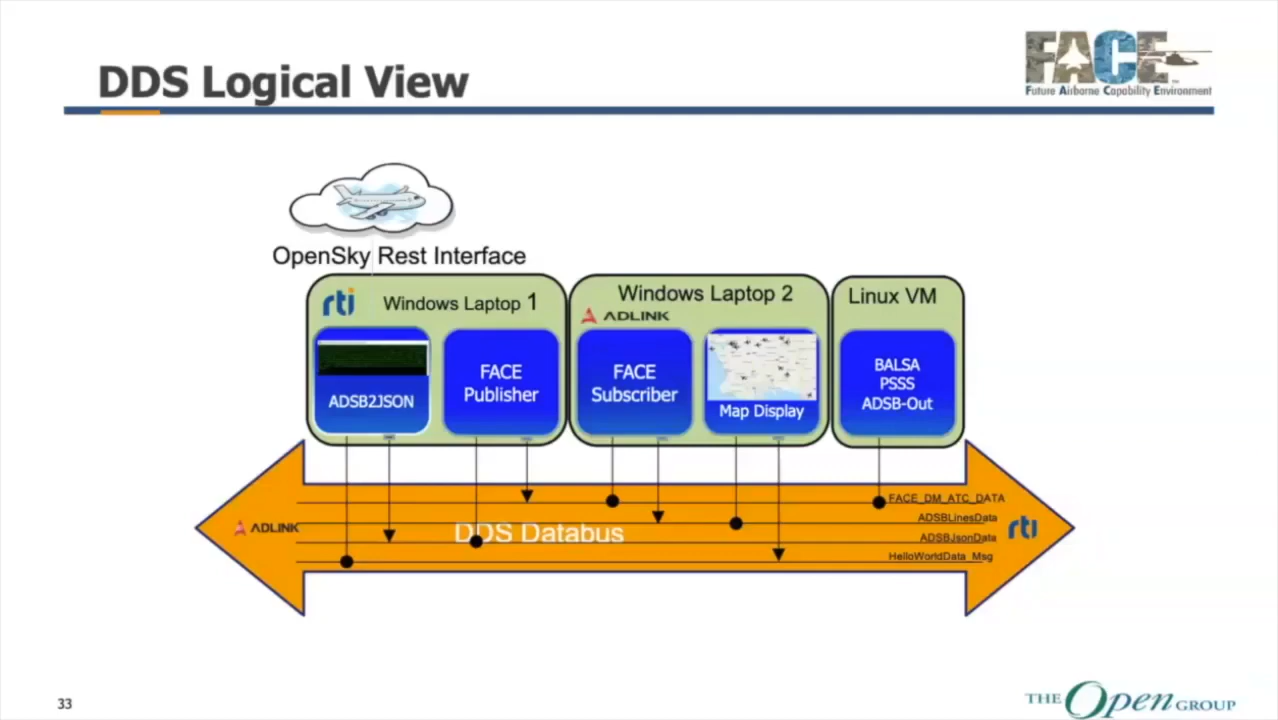 DDS Logical View
FACE
Future Airborne Capability Environment
OpenSky Rest Interface
rti
Windows Laptop 1
ADSB2JSON
FACE
Publisher
Windows Laptop 2
ADLINK
FACE
Subscriber
Map Display
Linux VM
BALSA
PSSS
ADSB-Out
ADLINK
DDS Databus
FACE_DM_ATC_DATA
ADSBLinesData
ADSBJsonData
HelloWorldData_Msg
rti
33
THE Open GROUP